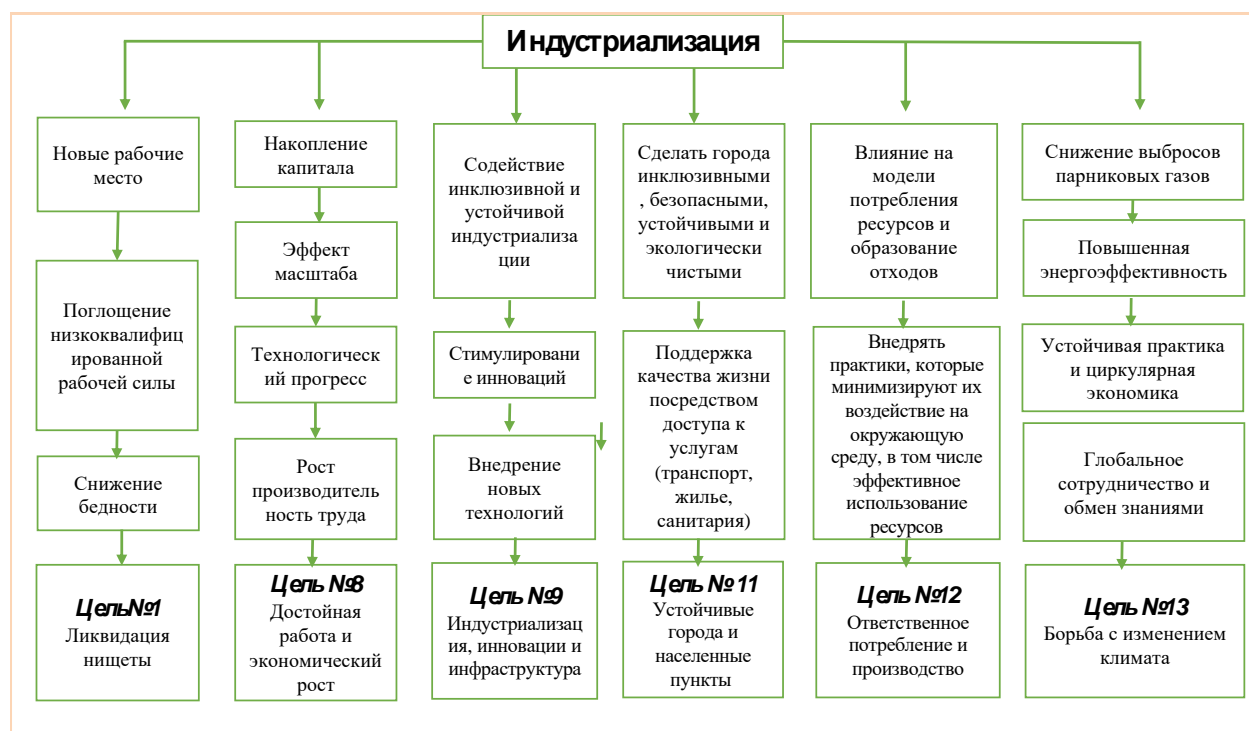 Индустриализация
Новые рабочие
место
Поглощение
низкоквалифиц
ированной
рабочей силы
Снижение
бедности
Цель№1
Ликвидация
нищеты
Накопление
капитала
Эффект
масштаба
Технологическ
ий прогресс
Рост
производитель
ность труда
Цель №8
Достойная
работа и
экономический
рост
Содействие
инклюзивной и
устойчивой
индустриализа
ции
Стимулировани
е инноваций
Внедрение
новых
технологий
Цель №9
Индустриализац
ия, инновации и
инфраструктура
Сделать города
инклюзивными
, безопасными,
устойчивыми и
экологически
чистыми
Поддержка
качества жизни
посредством
доступа к
услугам
(транспорт,
жилье,
санитария)
Цель № 11
Устойчивые
города и
населенные
пункты
Влияние на
модели
потребления
ресурсов и
образование
отходов
Внедрять
практики, которые
минимизируют их
воздействие на
окружающую
среду, в том числе
эффективное
использование
ресурсов
Цель №12
Ответственное
потребление и
производство
Снижение выбросов
парниковых газов
Повышенная
энергоэффективность
Устойчивая практика
и циркулярная
экономика
Глобальное
сотрудничество и
обмен знаниями
Цель №13
Борьба с изменением
климата